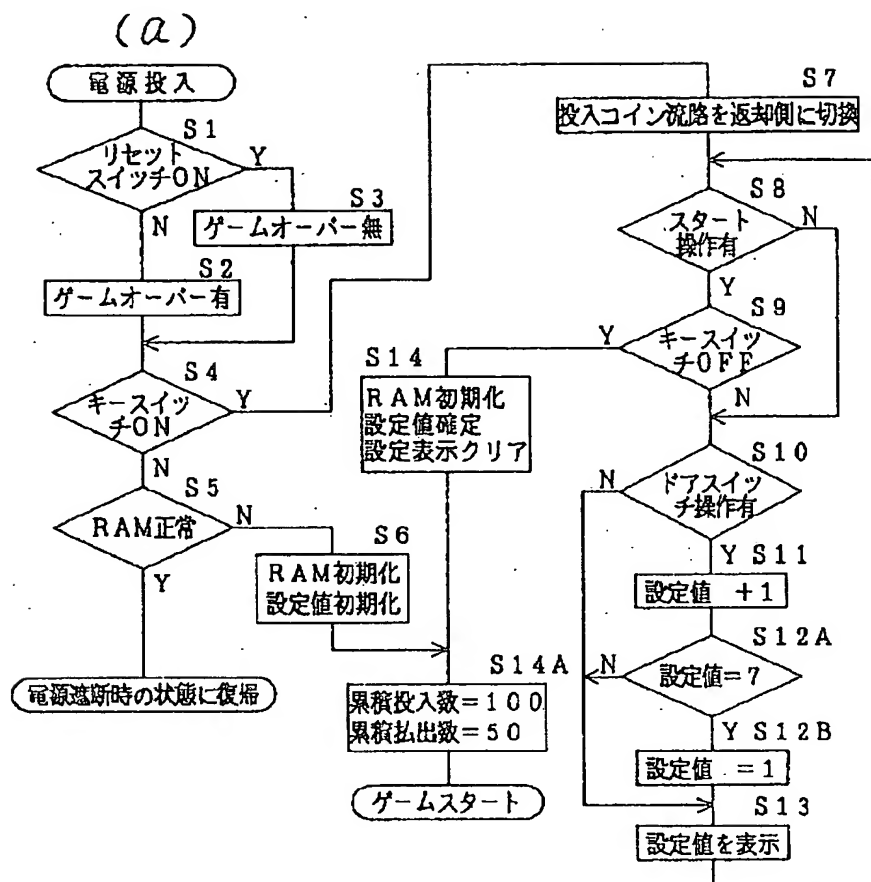 (a)
電源投入
S1
リセット
スイッチON
Y
N
S3
ゲームオーバー無
S2
ゲームオーバー有
S4
キースイッ
チON
Y
N
S5
RAM正常
N
Y
S6
RAM初期化
設定値初期化
電源遮断時の状態に復帰
S7
投入コイン流路を返却側に切換
S8
スタート
操作有
N
Y
S9
キースイッ
チOFF
Y
N
S14
RAM初期化
設定値確定
設定表示クリア
S10
ドアスイッ
チ操作有
N
Y S11
設定値 +1
S12A
設定値=7
N
Y S12B
設定値 =1
S13
設定値を表示
S14A
累積投入数=100
累積払出数=50
ゲームスタート